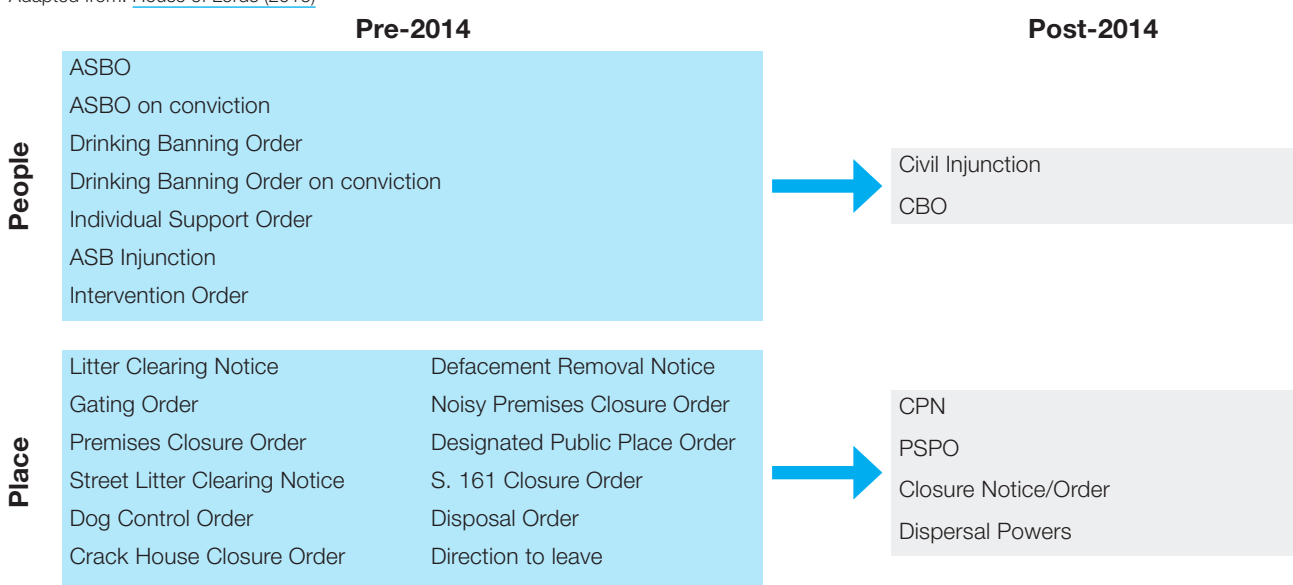 Pre-2014
Post-2014
People
ASBO
ASBO on conviction
Drinking Banning Order
Drinking Banning Order on conviction
Individual Support Order
ASB Injunction
Intervention Order
Civil Injunction
CBO
Place
Litter Clearing Notice
Gating Order
Premises Closure Order
Street Litter Clearing Notice
Dog Control Order
Crack House Closure Order
Defacement Removal Notice
Noisy Premises Closure Order
Designated Public Place Order
S. 161 Closure Order
Disposal Order
Direction to leave
CPN
PSPO
Closure Notice/Order
Dispersal Powers